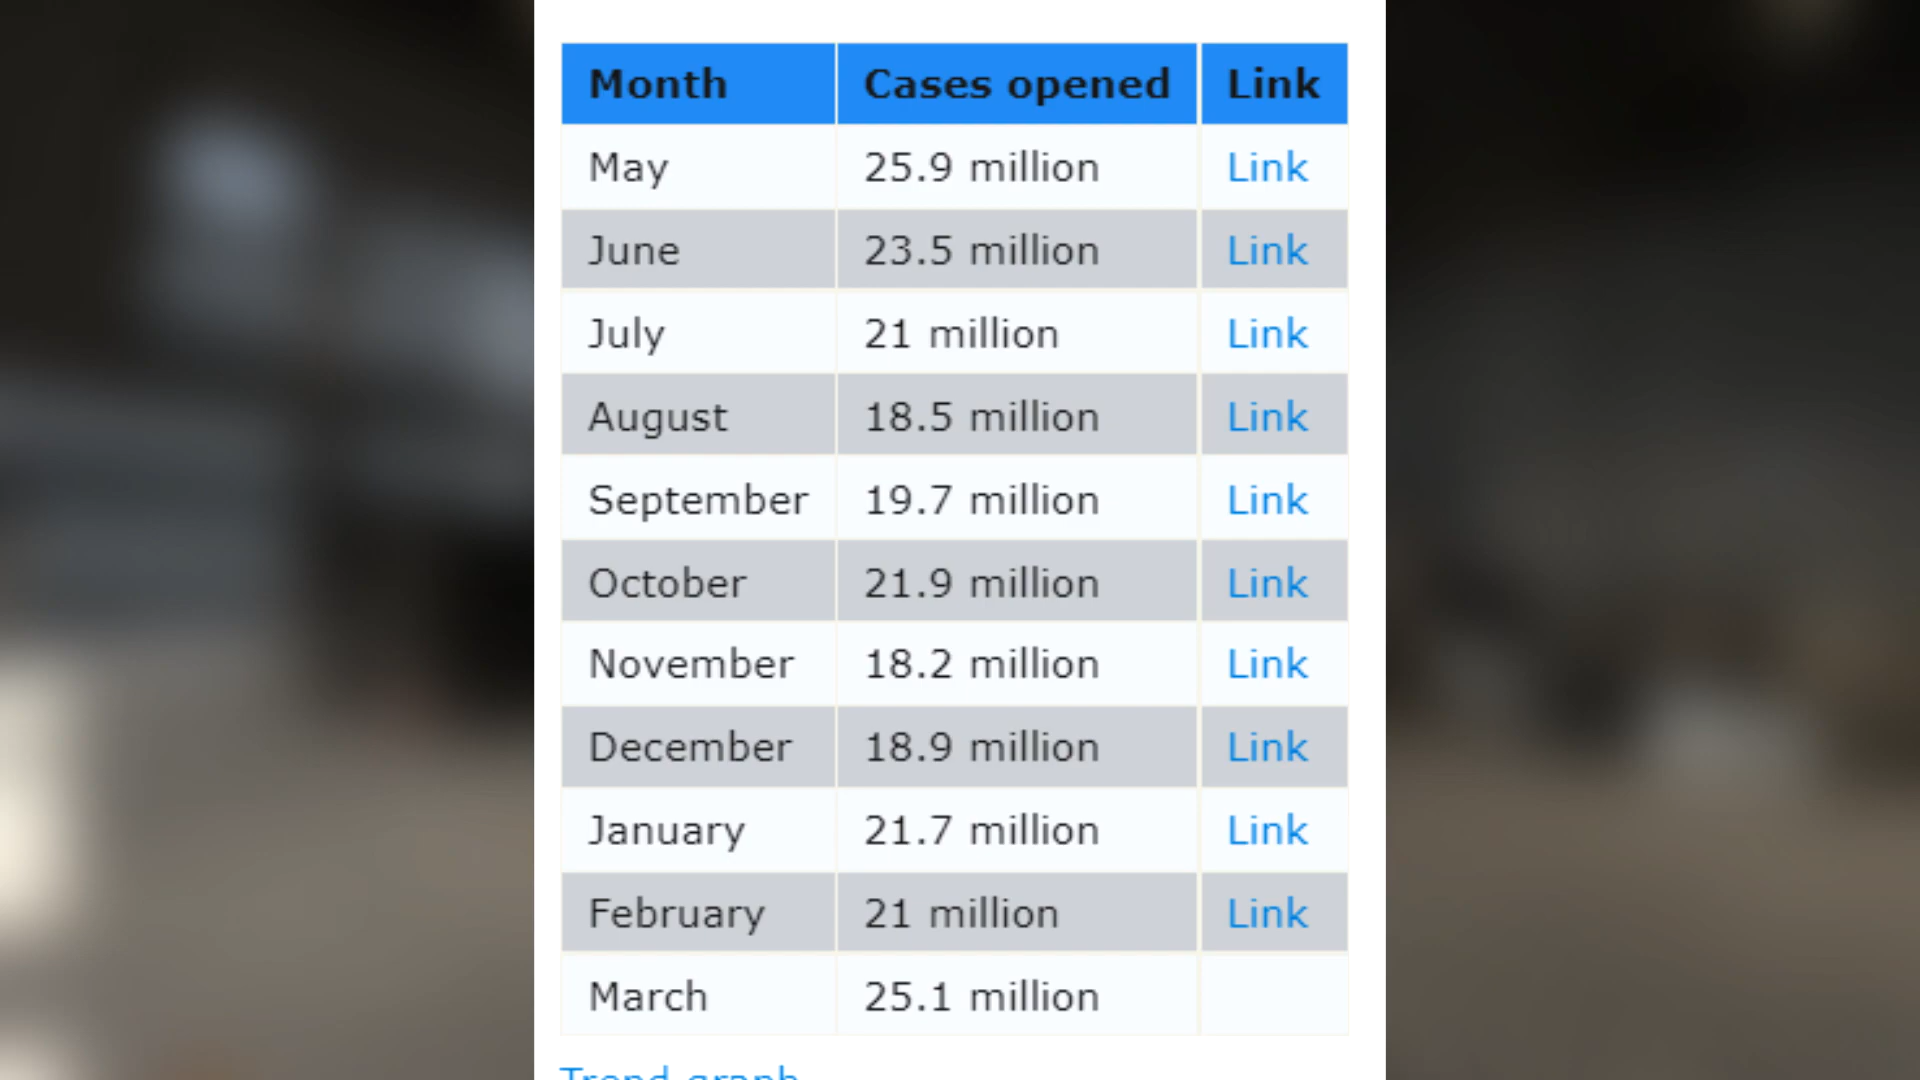 Month Cases opened Link
May 25.9 million Link
June 23.5 million Link
July 21 million Link
August 18.5 million Link
September 19.7 million Link
October 21.9 million Link
November 18.2 million Link
December 18.9 million Link
January 21.7 million Link
February 21 million Link
March 25.1 million
Trend graph